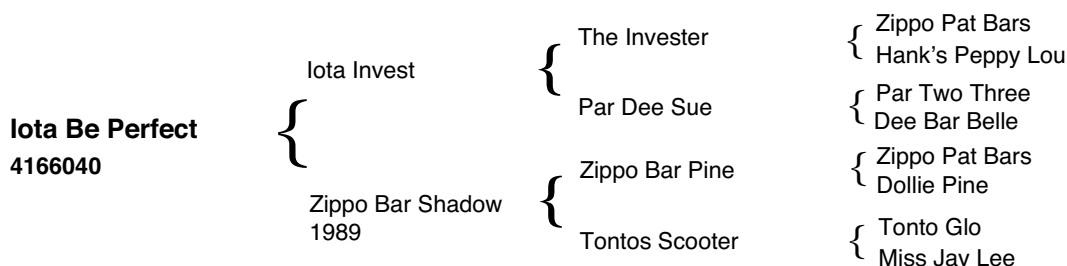 Iota Be Perfect
4166040
Iota Invest
Zippo Bar Shadow
1989
The Invester
Par Dee Sue
Zippo Bar Pine
Tontos Scooter
Zippo Pat Bars
Hank's Peppy Lou
Par Two Three
Dee Bar Belle
Zippo Pat Bars
Dollie Pine
Tonto Glo
Miss Jay Lee